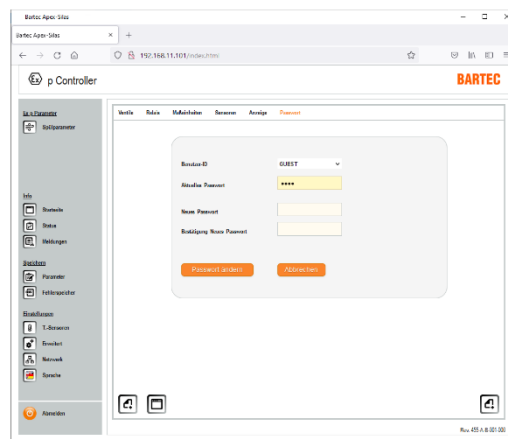 Bartec Apex -Silas
Bartec Apex-Silas
192.168.11.101/index.html
p Controller
BARTEC
Ex p Parameter
Spülparameter
Ventile Relais Maßeinheiten Sensoren Anzeige Passwort
Benutzer-ID GUEST
Aktuelles Passwort ••••
Neues Passwort
Bestätigung Neues Passwort
Passwort ändern Abbrechen
Info
Startseite
Status
Meldungen
Speichern
Parameter
Fehlerspeicher
Einstellungen
T.-Sensoren
Erweitert
Netzwerk
Sprache
Abmelden